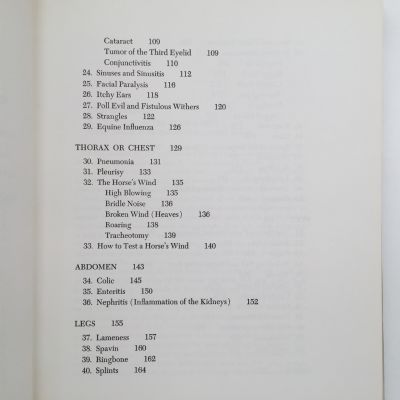 Cataract 109
Tumor of the Third Eyelid 109
Conjunctivitis 110
24. Sinuses and Sinusitis 112
25. Facial Paralysis 116
26. Itchy Ears 118
27. Poll Evil and Fistulous Withers 120
28. Strangles 122
29. Equine Influenza 126
THORAX OR CHEST 129
30. Pneumonia 131
31. Pleurisy 133
32. The Horse's Wind 135
High Blowing 135
Bridle Noise 136
Broken Wind (Heaves) 136
Roaring 138
Tracheotomy 139
33. How to Test a Horse's Wind 140
ABDOMEN 143
34. Colic 145
35. Enteritis 150
36. Nephritis (Inflammation of the Kidneys) 152
LEGS 155
37. Lameness 157
38. Spavin 160
39. Ringbone 162
40. Splints 164